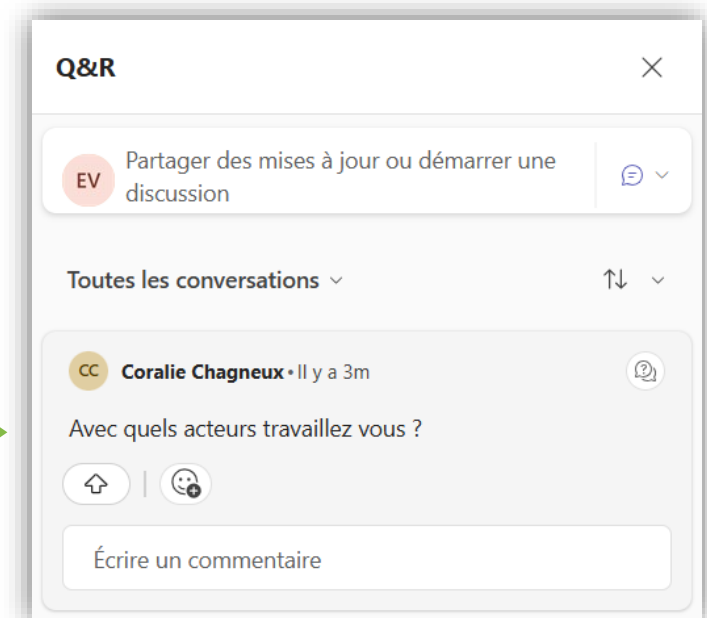 Q&R
EV
Partager des mises à jour ou démarrer une
discussion
Toutes les conversations
CC
Coralie Chagneux • Il y a 3m
Avec quels acteurs travaillez vous ?
Écrire un commentaire